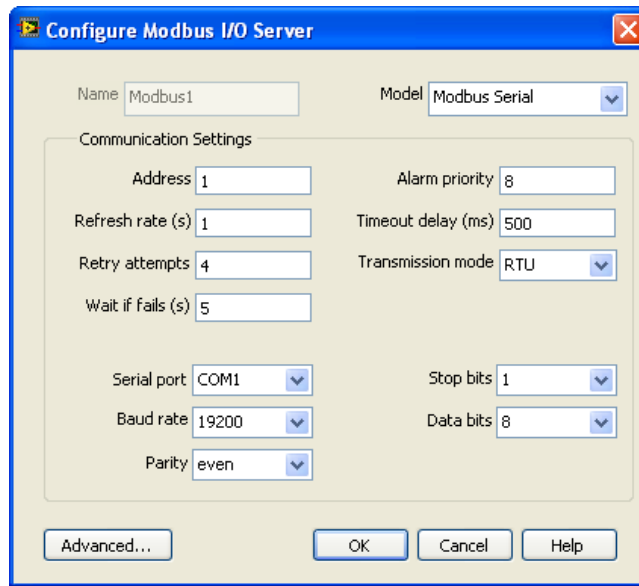 Configure Modbus I/O Server
Name Modbus1 Model Modbus Serial
Communication Settings
Address 1 Alarm priority 8
Refresh rate (s) 1 Timeout delay (ms) 500
Retry attempts 4 Transmission mode RTU
Wait if fails (s) 5
Serial port COM1 Stop bits 1
Baud rate 19200 Data bits 8
Parity even
Advanced... OK Cancel Help